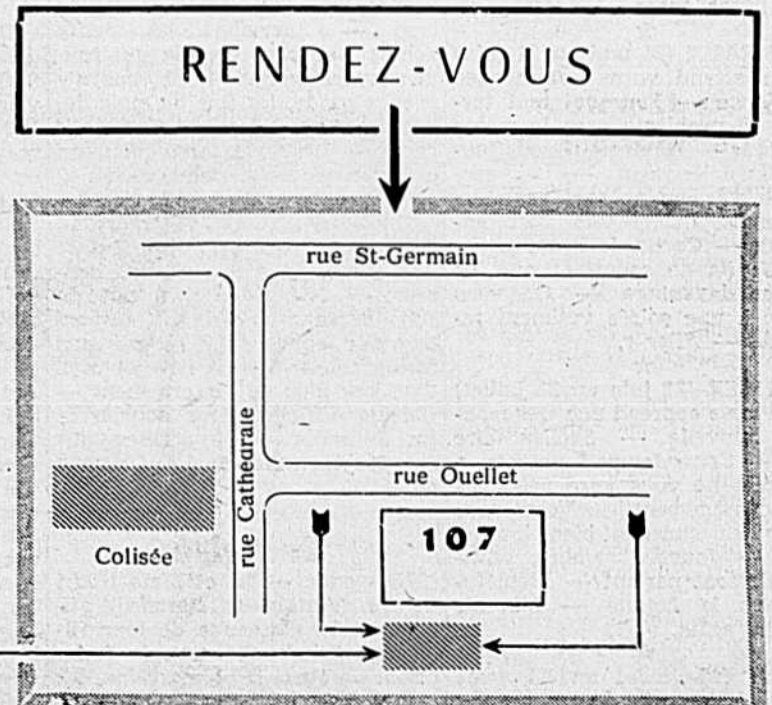 RENDEZ-VOUS
rue St-Germain
rue Cathedrale
rue Ouellet
107
Colisée